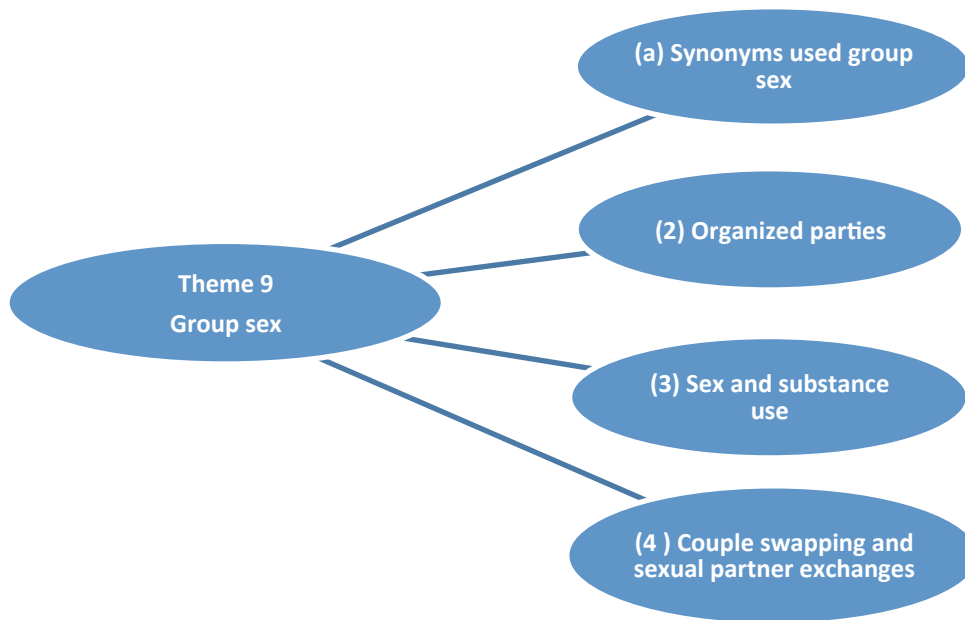 (a) Synonyms used group
sex
(2) Organized parties
Theme 9
Group sex
(3) Sex and substance
use
(4 ) Couple swapping and
sexual partner exchanges